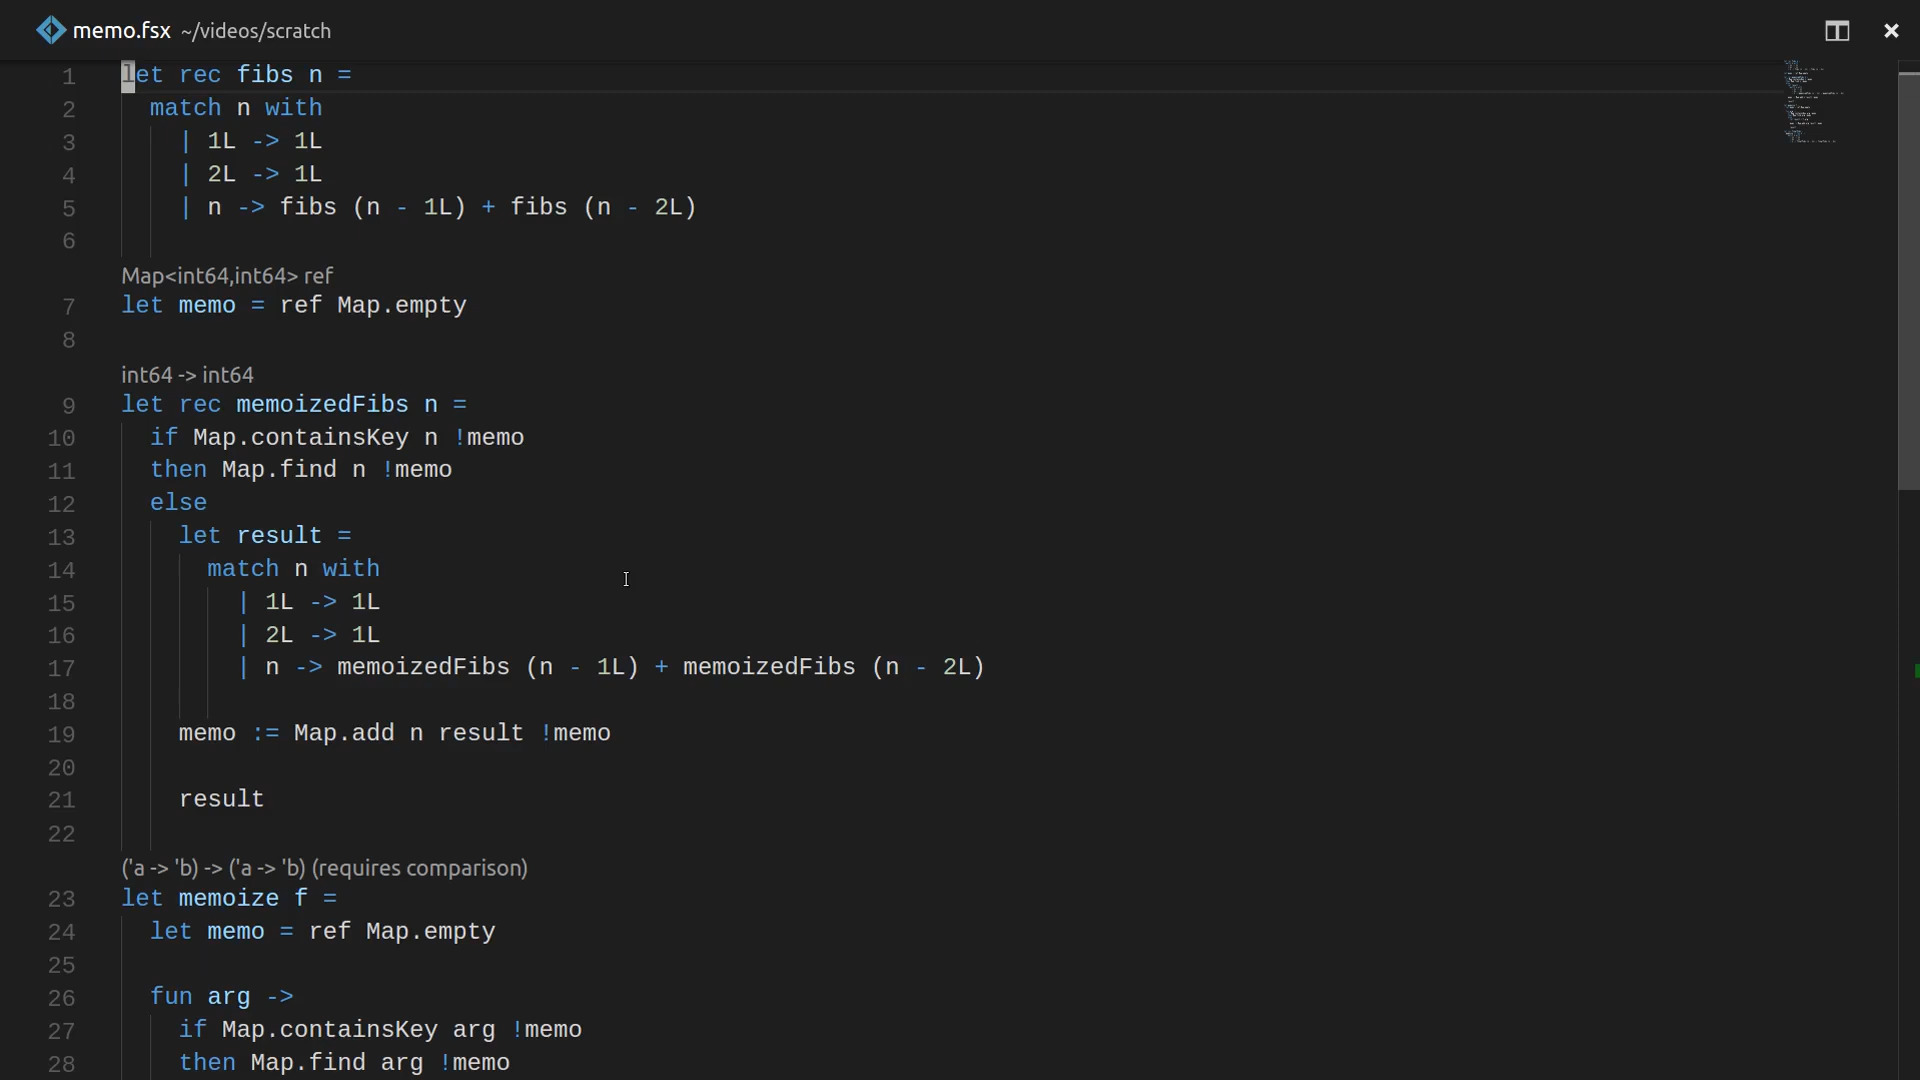 memo.fsx ~/videos/scratch
1 let rec fibs n =
2   match n with
3     | 1L -> 1L
4     | 2L -> 1L
5     | n -> fibs (n - 1L) + fibs (n - 2L)
6
Map<int64,int64> ref
7 let memo = ref Map.empty
8
int64 -> int64
9 let rec memoizedFibs n =
10   if Map.containsKey n !memo
11   then Map.find n !memo
12   else
13     let result =
14       match n with
15         | 1L -> 1L
16         | 2L -> 1L
17         | n -> memoizedFibs (n - 1L) + memoizedFibs (n - 2L)
18
19     memo := Map.add n result !memo
20
21     result
22
('a -> 'b) -> ('a -> 'b) (requires comparison)
23 let memoize f =
24   let memo = ref Map.empty
25
26   fun arg ->
27     if Map.containsKey arg !memo
28     then Map.find arg !memo